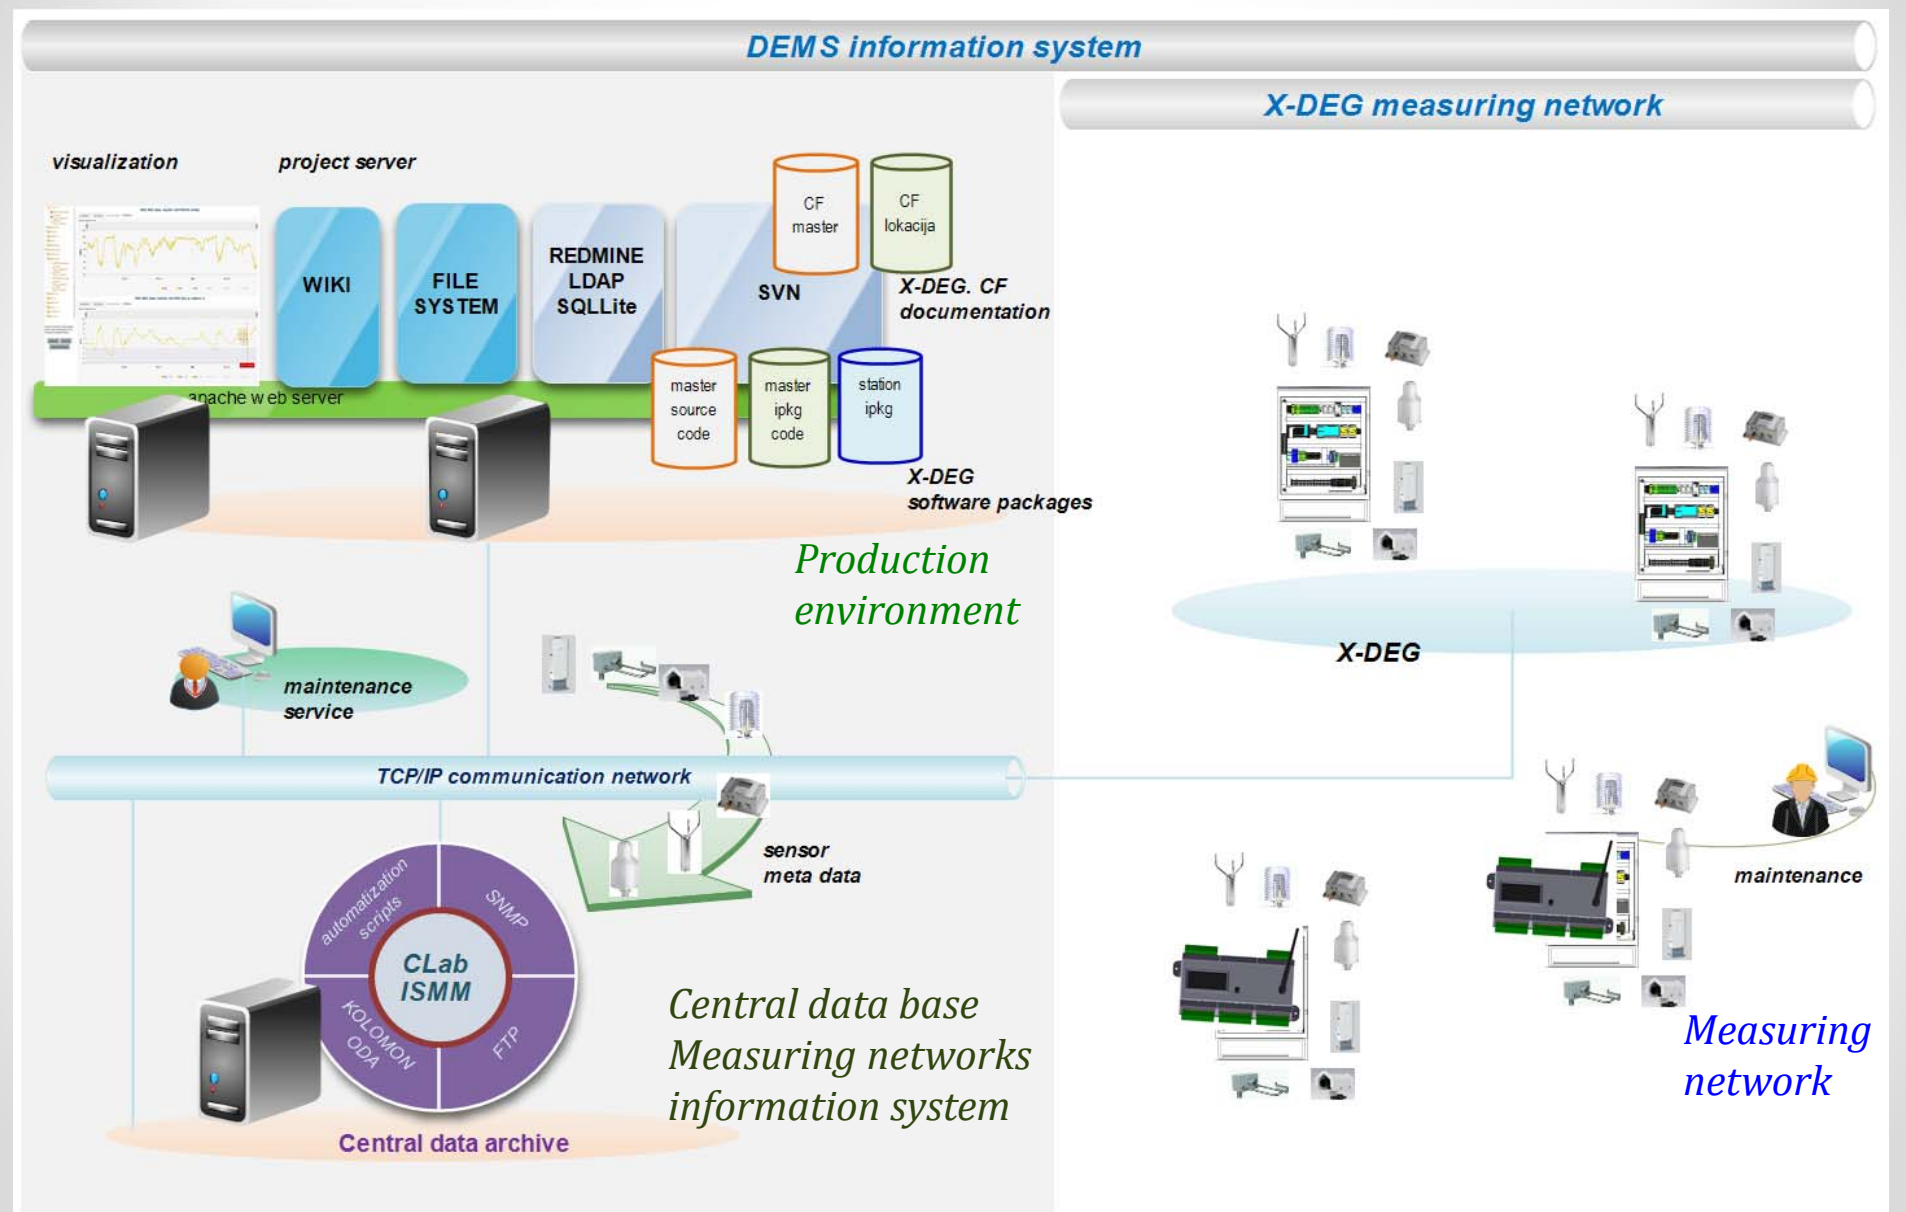 DEMS information system
X-DEG measuring network
visualization
project server
CF
master
CF
lokacija
WIKI
FILE
SYSTEM
REDMINE
LDAP
SQLLite
SVN
X-DEG. CF
documentation
apache web server
master
source
code
master
ipkg
code
station
ipkg
X-DEG
software packages
Production
environment
maintenance
service
X-DEG
TCP/IP communication network
sensor
meta data
maintenance
automatization
scripts
SNMP
CLab
ISMM
KOLOMON
ODA
FTP
Central data base
Measuring networks
information system
Measuring
network
Central data archive